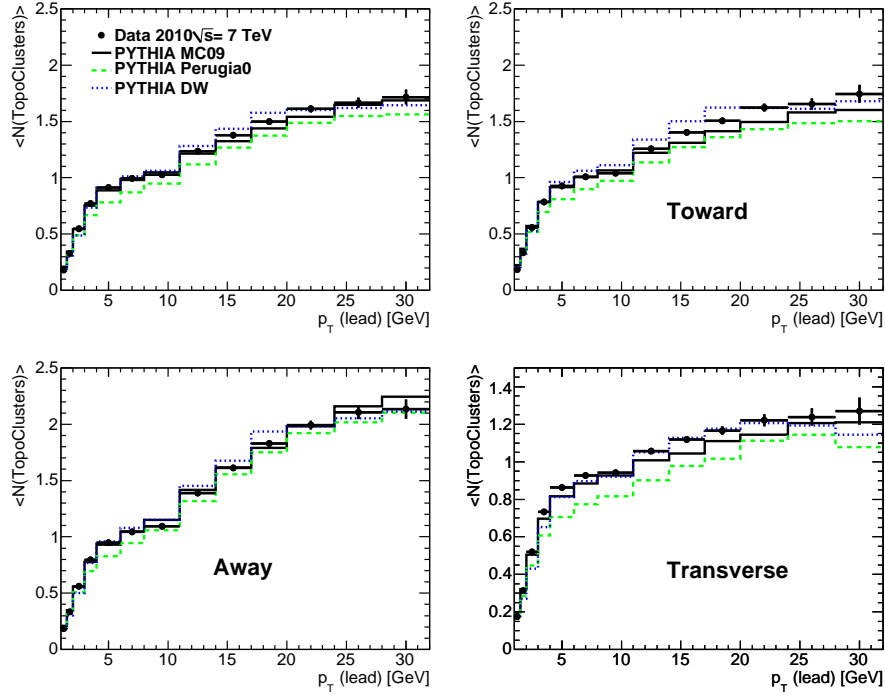 <N(TopoClusters)>
2.5
2
1.5
1
0.5
0
Data 2010√s= 7 TeV
PYTHIA MC09
PYTHIA Perugia0
PYTHIA DW
5 10 15 20 25 30
p_T (lead) [GeV]
<N(TopoClusters)>
2.5
2
1.5
1
0.5
0
Toward
5 10 15 20 25 30
p_T (lead) [GeV]
<N(TopoClusters)>
2.5
2
1.5
1
0.5
0
Away
5 10 15 20 25 30
p_T (lead) [GeV]
<N(TopoClusters)>
1.4
1.2
1
0.8
0.6
0.4
0.2
0
Transverse
5 10 15 20 25 30
p_T (lead) [GeV]